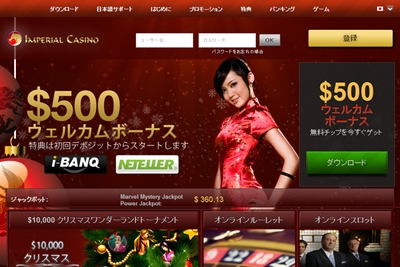 ダウンロード 日本語サポート はじめに プロモーション 特典 バンキング ゲーム
IMPERIAL CASINO
ユーザー名: パスワード: OK 登録
パスワードをお忘れの場合
$500
ウェルカムボーナス
特典は初回デポジットからスタートします
i-BANQ NETELLER
$500
ウェルカム
ボーナス
無料チップを今すぐゲット
ダウンロード
ジャックポット: Marvel Mystery Jackpot
Power Jackpot: $ 360,13
$10,000 クリスマスワンダーランドトーナメント
オンラインルーレット
オンラインスロット
$10,000
クリスマス